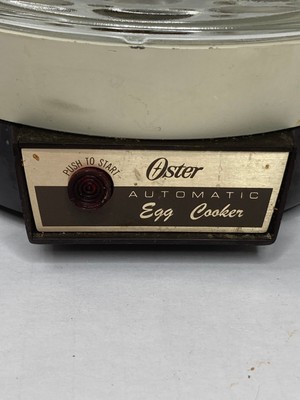 PUSH TO START
Oster
AUTOMATIC
Egg Cooker